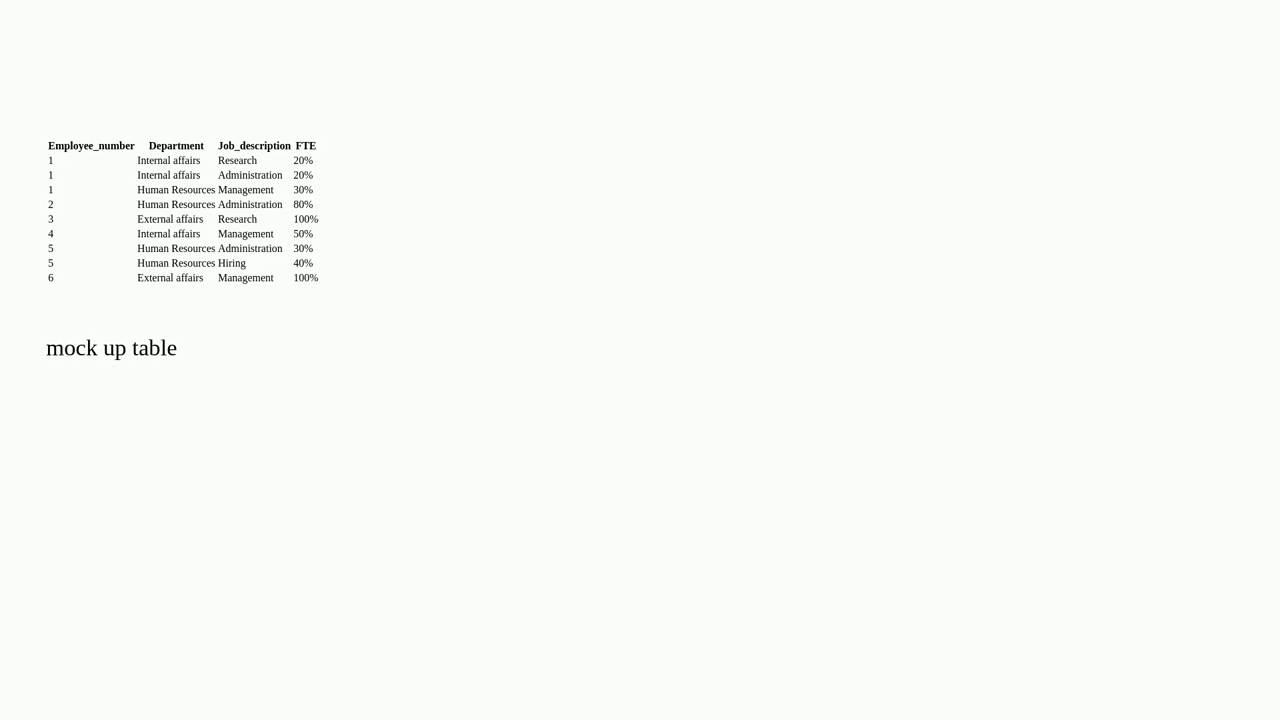 Employee_number Department Job_description FTE
1 Internal affairs Research 20%
1 Internal affairs Administration 20%
1 Human Resources Management 30%
2 Human Resources Administration 80%
3 External affairs Research 100%
4 Internal affairs Management 50%
5 Human Resources Administration 30%
5 Human Resources Hiring 40%
6 External affairs Management 100%
mock up table